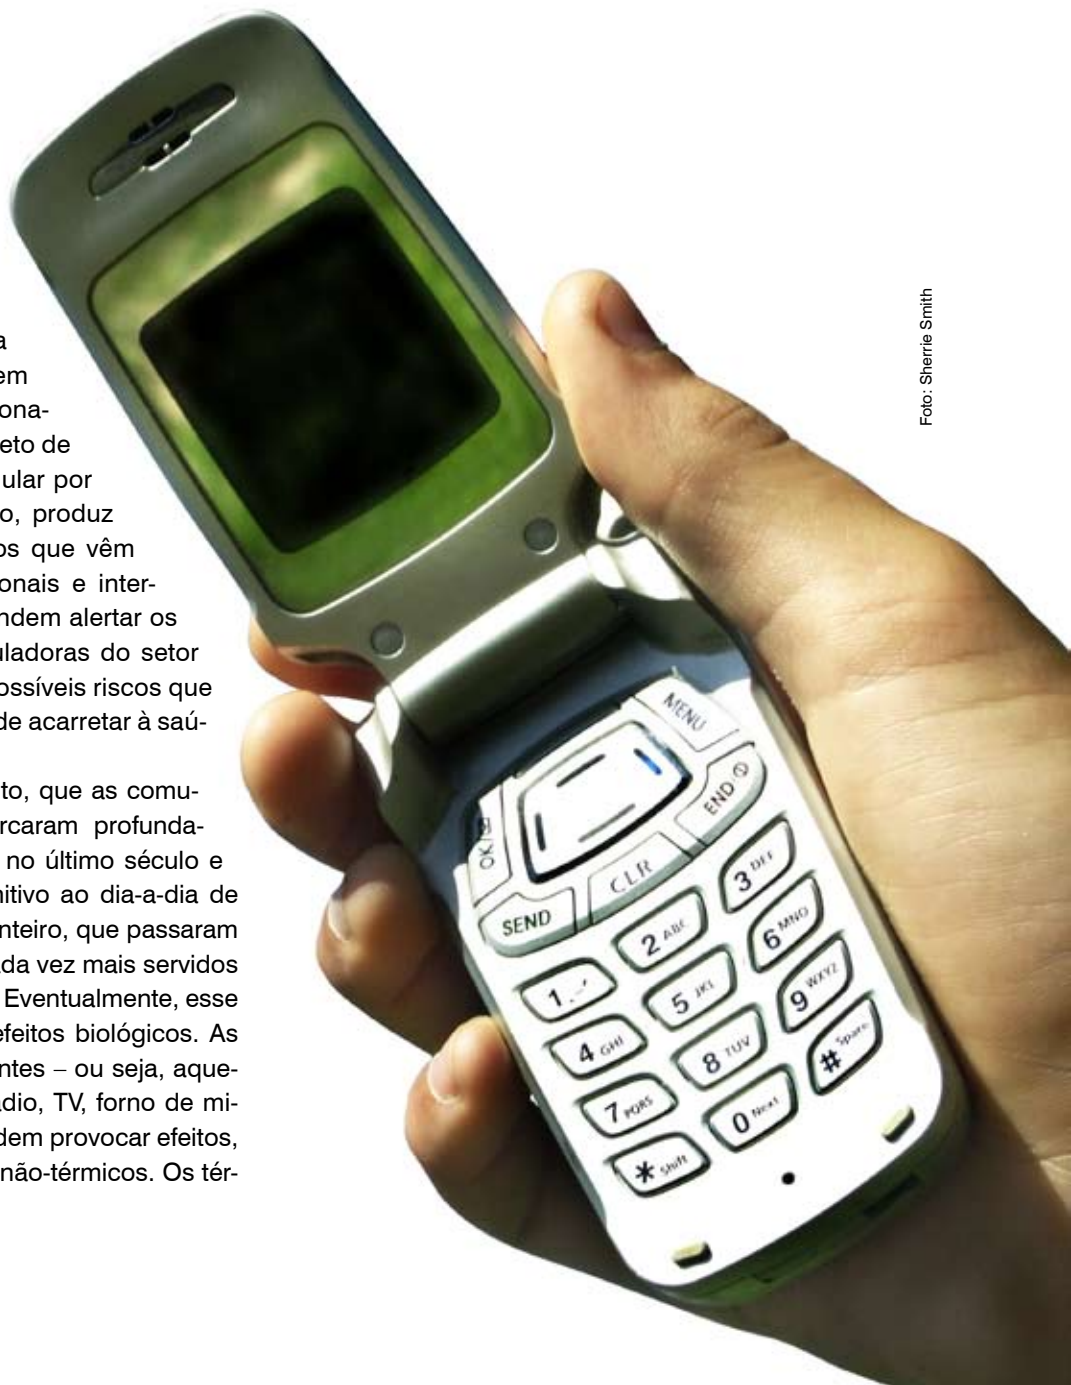 a
em
ona-
eto de
ular por
o, produz
os que vêm
onais e inter-
ndem alertar os
uladoras do setor
ossíveis riscos que
de acarretar à saú-
to, que as comu-
rcaram profunda-
no último século e
nitivo ao dia-a-dia de
nteiro, que passaram
ada vez mais servidos
Eventualmente, esse
efeitos biológicos. As
ntes – ou seja, aque-
ádio, TV, forno de mi-
dem provocar efeitos,
não-térmicos. Os tér-
Foto: Sherrie Smith
MENU
OK/
END
SEND
CLR
1
2 ABC
3 DEF
4 GHI
5 JKL
6 MNO
7 PQRS
8 TUV
9 WXYZ
* Shift
0 Next
# Space